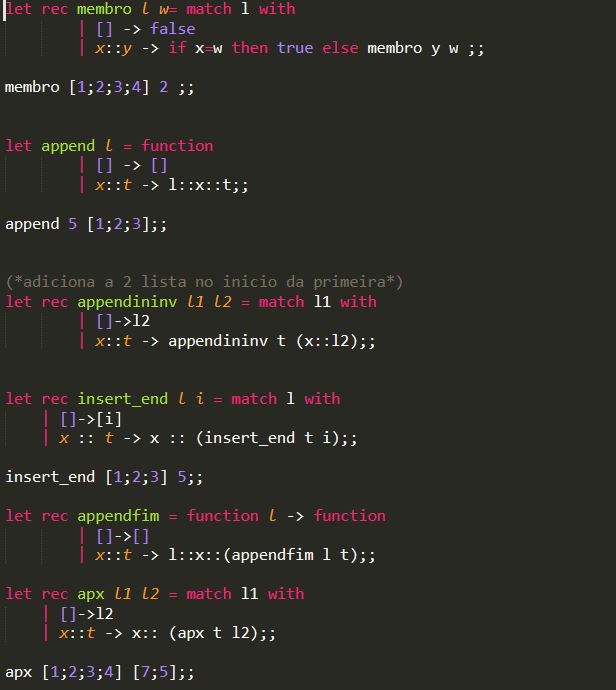 let rec membro l w= match l with
| [] -> false
| x::y -> if x=w then true else membro y w ;;
membro [1;2;3;4] 2 ;;
let append l = function
| [] -> []
| x::t -> l::x::t;;
append 5 [1;2;3];;
(*adiciona a 2 lista no inicio da primeira*)
let rec appendininv l1 l2 = match l1 with
| []->l2
| x::t -> appendininv t (x::l2);;
let rec insert_end l i = match l with
| []->[i]
| x :: t -> x :: (insert_end t i);;
insert_end [1;2;3] 5;;
let rec appendfim = function l -> function
| []->[]
| x::t -> l::x::(appendfim l t);;
let rec apx l1 l2 = match l1 with
| []->l2
| x::t -> x:: (apx t l2);;
apx [1;2;3;4] [7;5];;